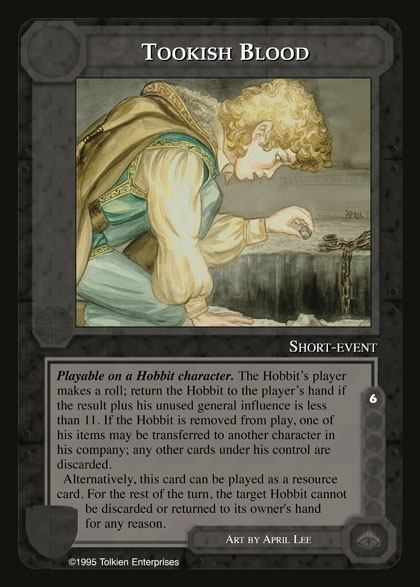 TOOKISH BLOOD
SHORT-EVENT
Playable on a Hobbit character. The Hobbit's player
makes a roll; return the Hobbit to the player's hand if
the result plus his unused general influence is less
than 11. If the Hobbit is removed from play, one of
his items may be transferred to another character in
his company; any other cards under his control are
discarded.
Alternatively, this card can be played as a resource
card. For the rest of the turn, the target Hobbit cannot
be discarded or returned to its owner's hand
for any reason.
6
ART BY APRIL LEE
©1995 Tolkien Enterprises